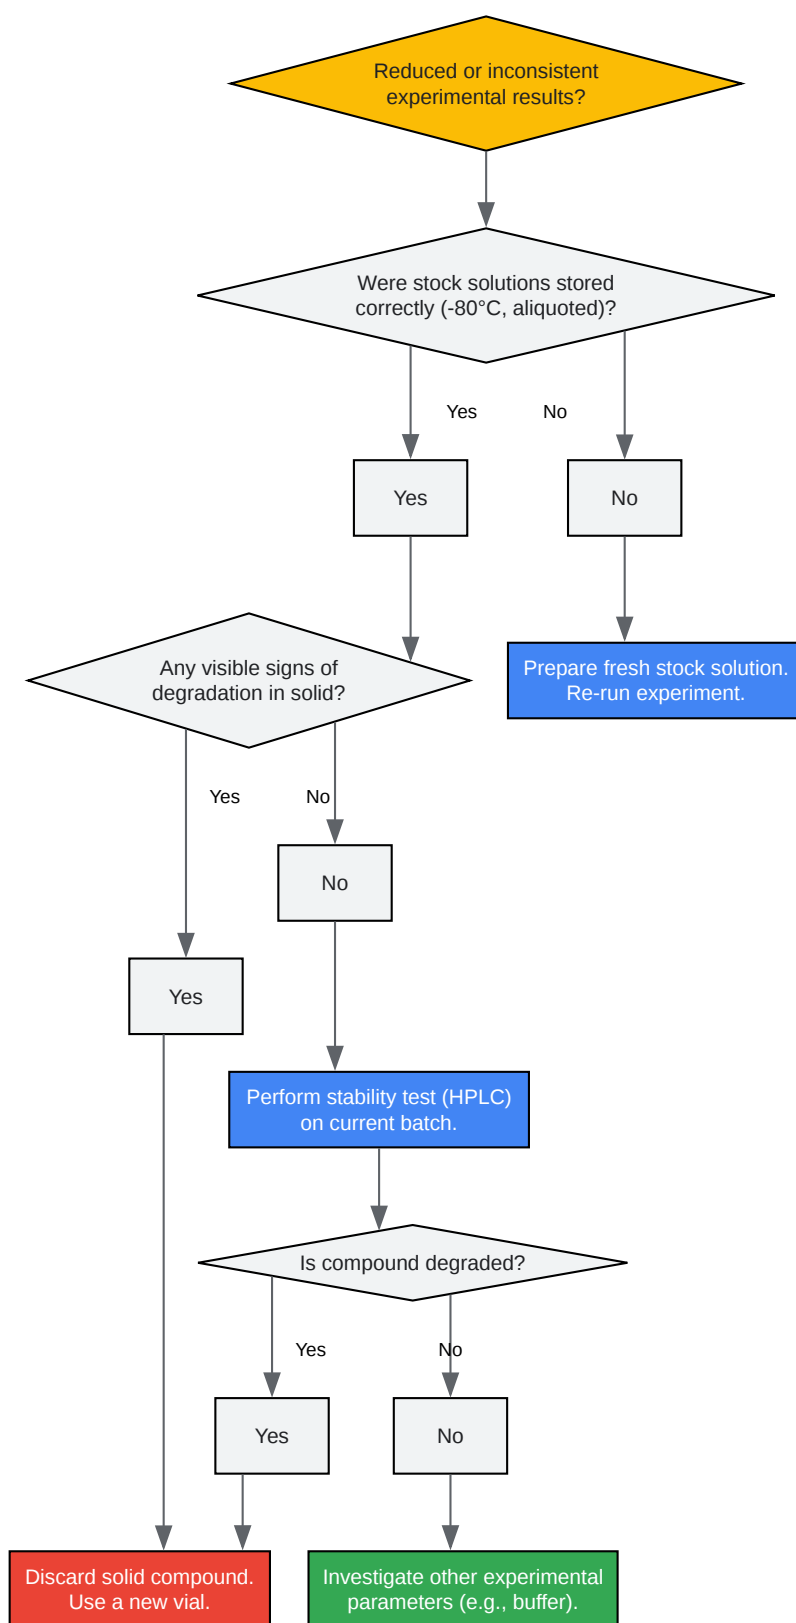 Reduced or inconsistent
experimental results?
Were stock solutions stored
correctly (-80°C, aliquoted)?
Yes
No
Yes
No
Any visible signs of
degradation in solid?
Prepare fresh stock solution.
Re-run experiment.
Yes
No
No
Yes
Perform stability test (HPLC)
on current batch.
Is compound degraded?
Yes
No
Yes
No
Discard solid compound.
Use a new vial.
Investigate other experimental
parameters (e.g., buffer).